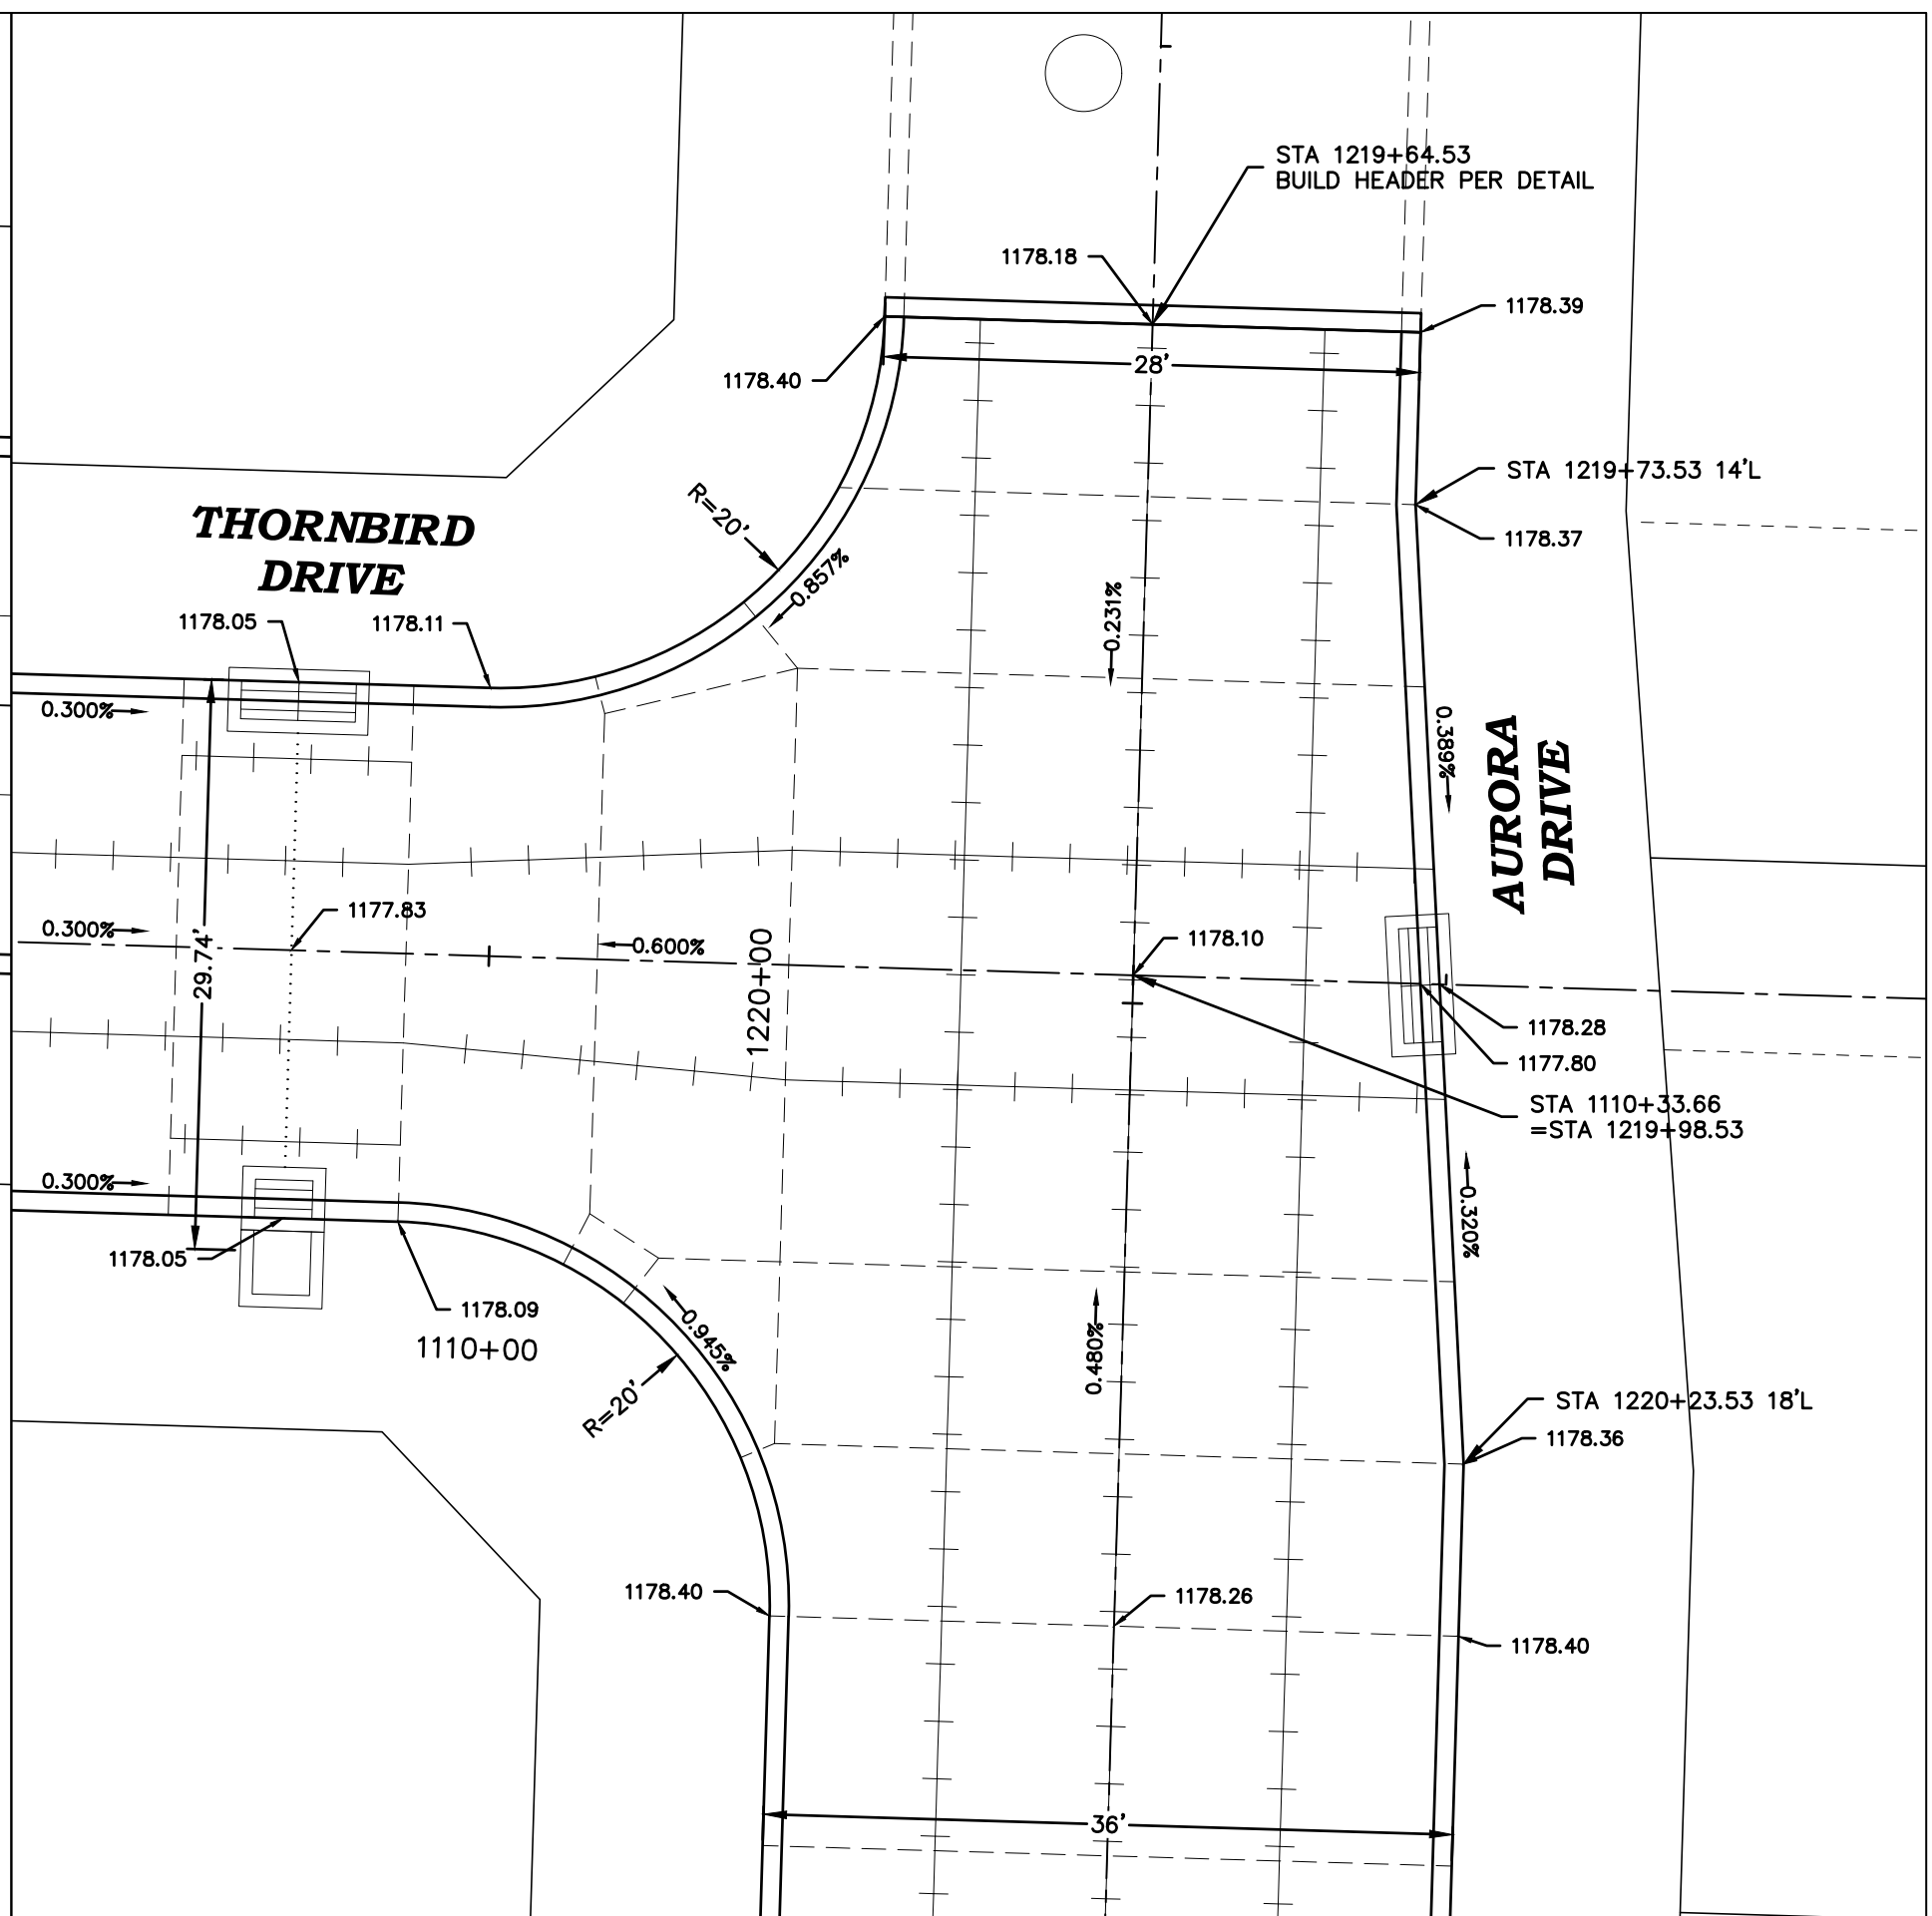 STA 1219+64.53
BUILD HEADER PER DETAIL
1178.18
1178.39
28'
1178.40
STA 1219+73.53 14'L
R=20'
THORNBIRD
DRIVE
1178.37
0.857%
0.231%
1178.05
1178.11
0.300%
0.389%
AURORA
DRIVE
1177.83
0.300%
29.74'
0.600%
1220+00
1178.10
1178.28
1177.80
STA 1110+33.66
=STA 1219+98.53
0.300%
0.320%
1178.05
1178.09
1110+00
0.945%
0.480%
R=20'
STA 1220+23.53 18'L
1178.36
1178.40
1178.26
1178.40
36'